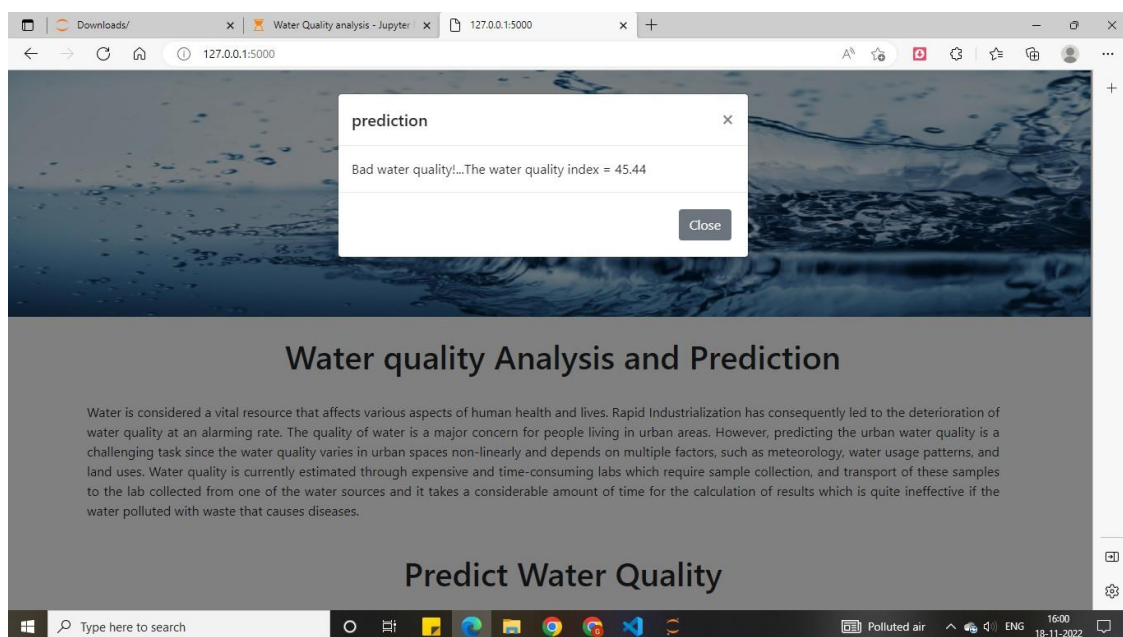 Downloads/
Water Quality analysis - Jupyter
127.0.0.1:5000
127.0.0.1:5000
prediction
Bad water quality!...The water quality index = 45.44
Close
Water quality Analysis and Prediction
Water is considered a vital resource that affects various aspects of human health and lives. Rapid Industrialization has consequently led to the deterioration of
water quality at an alarming rate. The quality of water is a major concern for people living in urban areas. However, predicting the urban water quality is a
challenging task since the water quality varies in urban spaces non-linearly and depends on multiple factors, such as meteorology, water usage patterns, and
land uses. Water quality is currently estimated through expensive and time-consuming labs which require sample collection, and transport of these samples
to the lab collected from one of the water sources and it takes a considerable amount of time for the calculation of results which is quite ineffective if the
water polluted with waste that causes diseases.
Predict Water Quality
Type here to search
Polluted air
ENG
16:00
18-11-2022